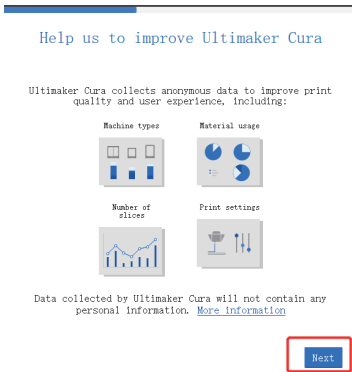 Help us to improve Ultimaker Cura
Ultimaker Cura collects anonymous data to improve print
quality and user experience, including:
Machine types
Material usage
Number of
slices
Print settings
Data collected by Ultimaker Cura will not contain any
personal information. More information
Next